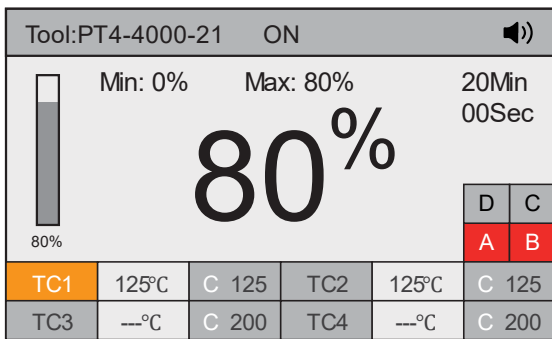 Tool:PT4-4000-21 ON
Min: 0% Max: 80% 20Min
00Sec
80%
D C
80% A B
TC1 125℃ C 125 TC2 125℃ C 125
TC3 ---℃ C 200 TC4 ---℃ C 200